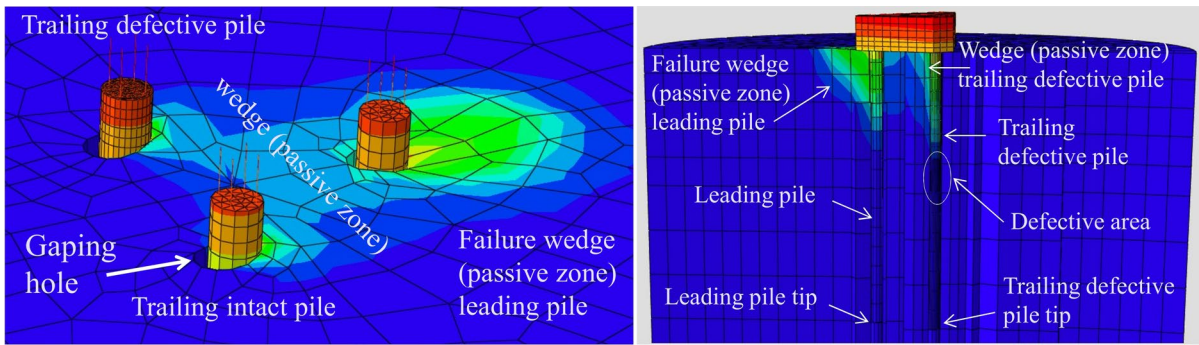 Trailing defective pile
wedge (passive zone)
Gaping
hole
Trailing intact pile
Failure wedge
(passive zone)
leading pile
Failure wedge
(passive zone)
leading pile
Wedge (passive zone)
trailing defective pile
Trailing
defective pile
Leading pile
Defective area
Leading pile tip
Trailing defective
pile tip